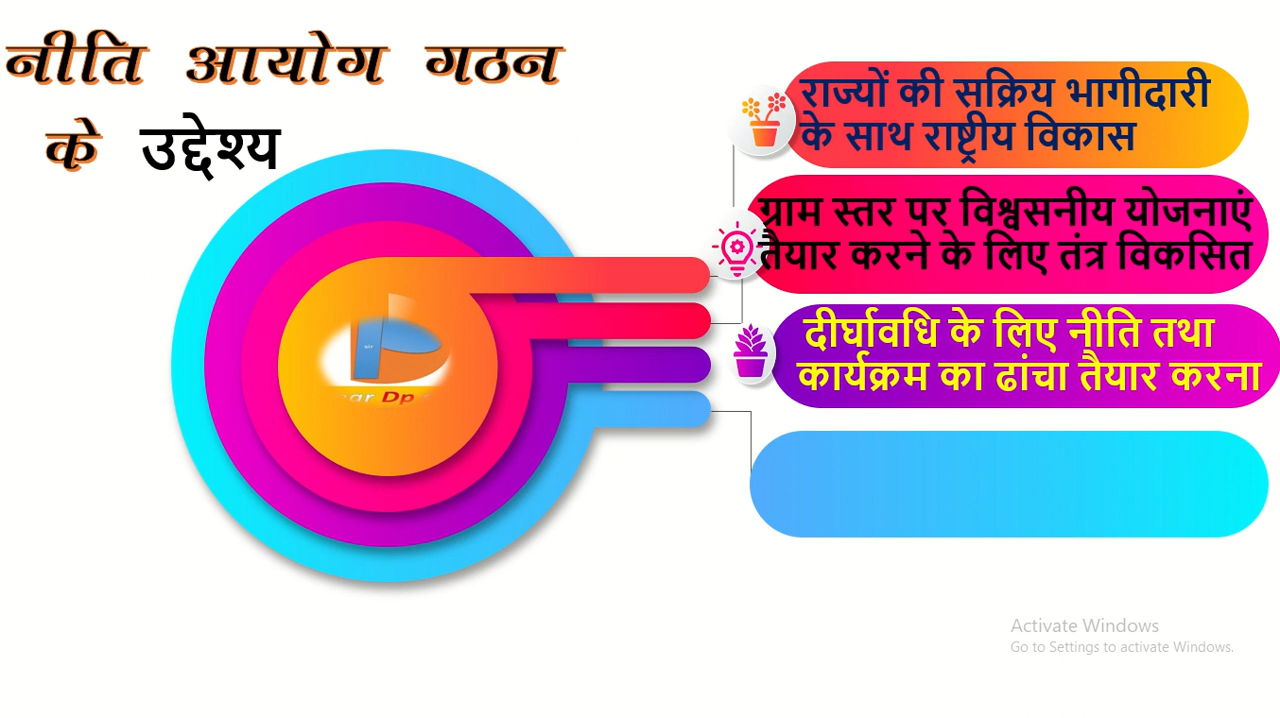 नीति आयोग गठन
के उद्देश्य
राज्यों की सक्रिय भागीदारी
के साथ राष्ट्रीय विकास
ग्राम स्तर पर विश्वसनीय योजनाएं
तैयार करने के लिए तंत्र विकसित
दीर्घावधि के लिए नीति तथा
कार्यक्रम का ढांचा तैयार करना
Dp
Activate Windows
Go to Settings to activate Windows.